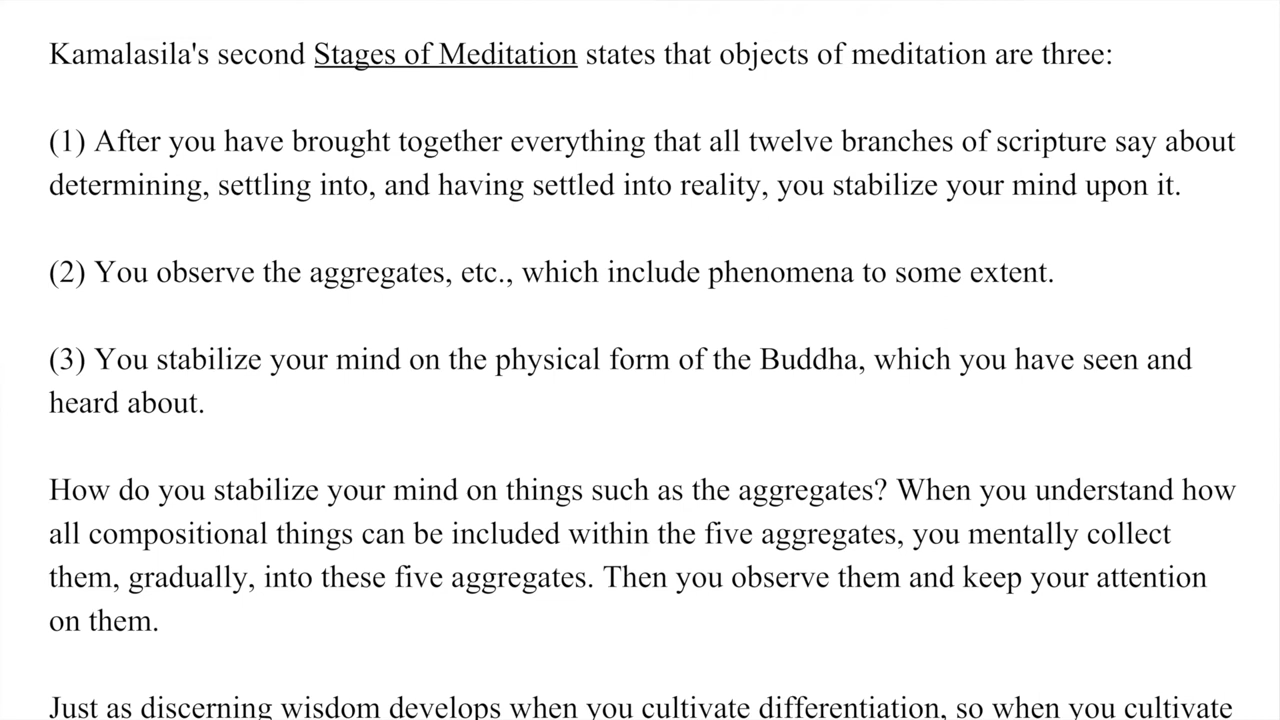 Kamalasila's second Stages of Meditation states that objects of meditation are three:
(1) After you have brought together everything that all twelve branches of scripture say about
determining, settling into, and having settled into reality, you stabilize your mind upon it.
(2) You observe the aggregates, etc., which include phenomena to some extent.
(3) You stabilize your mind on the physical form of the Buddha, which you have seen and
heard about.
How do you stabilize your mind on things such as the aggregates? When you understand how
all compositional things can be included within the five aggregates, you mentally collect
them, gradually, into these five aggregates. Then you observe them and keep your attention
on them.
Just as discerning wisdom develops when you cultivate differentiation, so when you cultivate